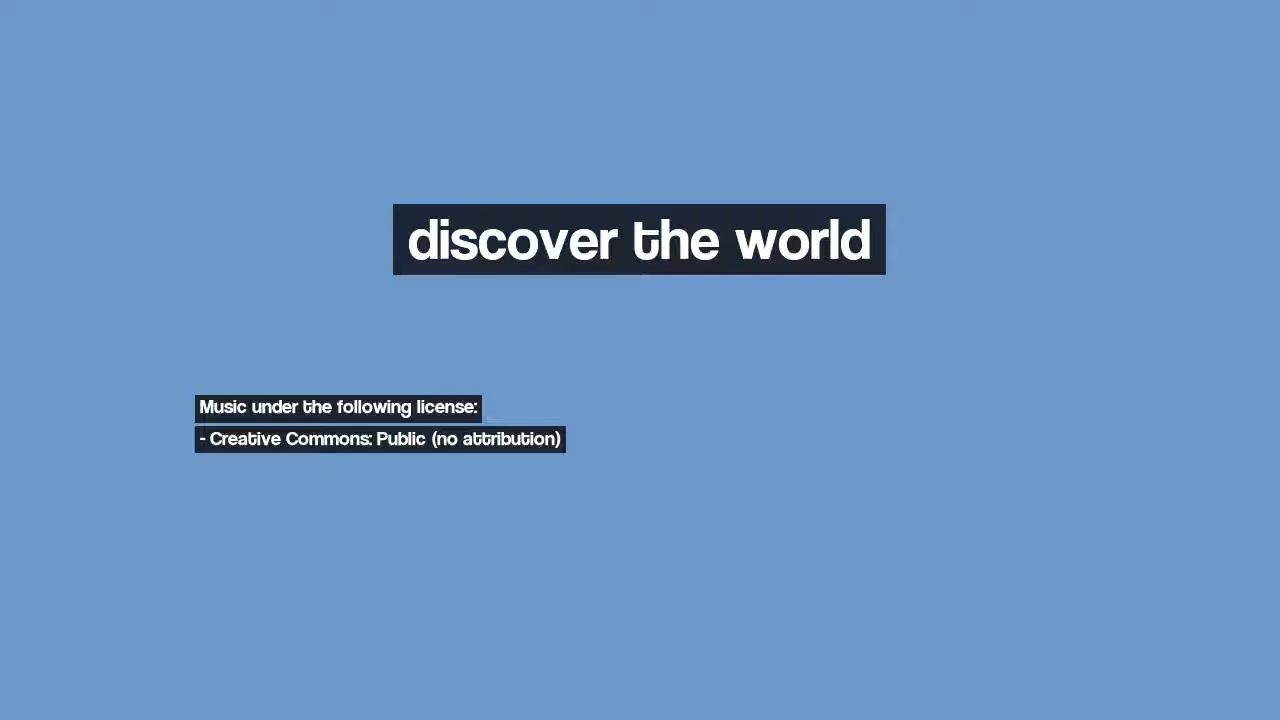 discover the world
Music under the following license:
- Creative Commons: Public (no attribution)